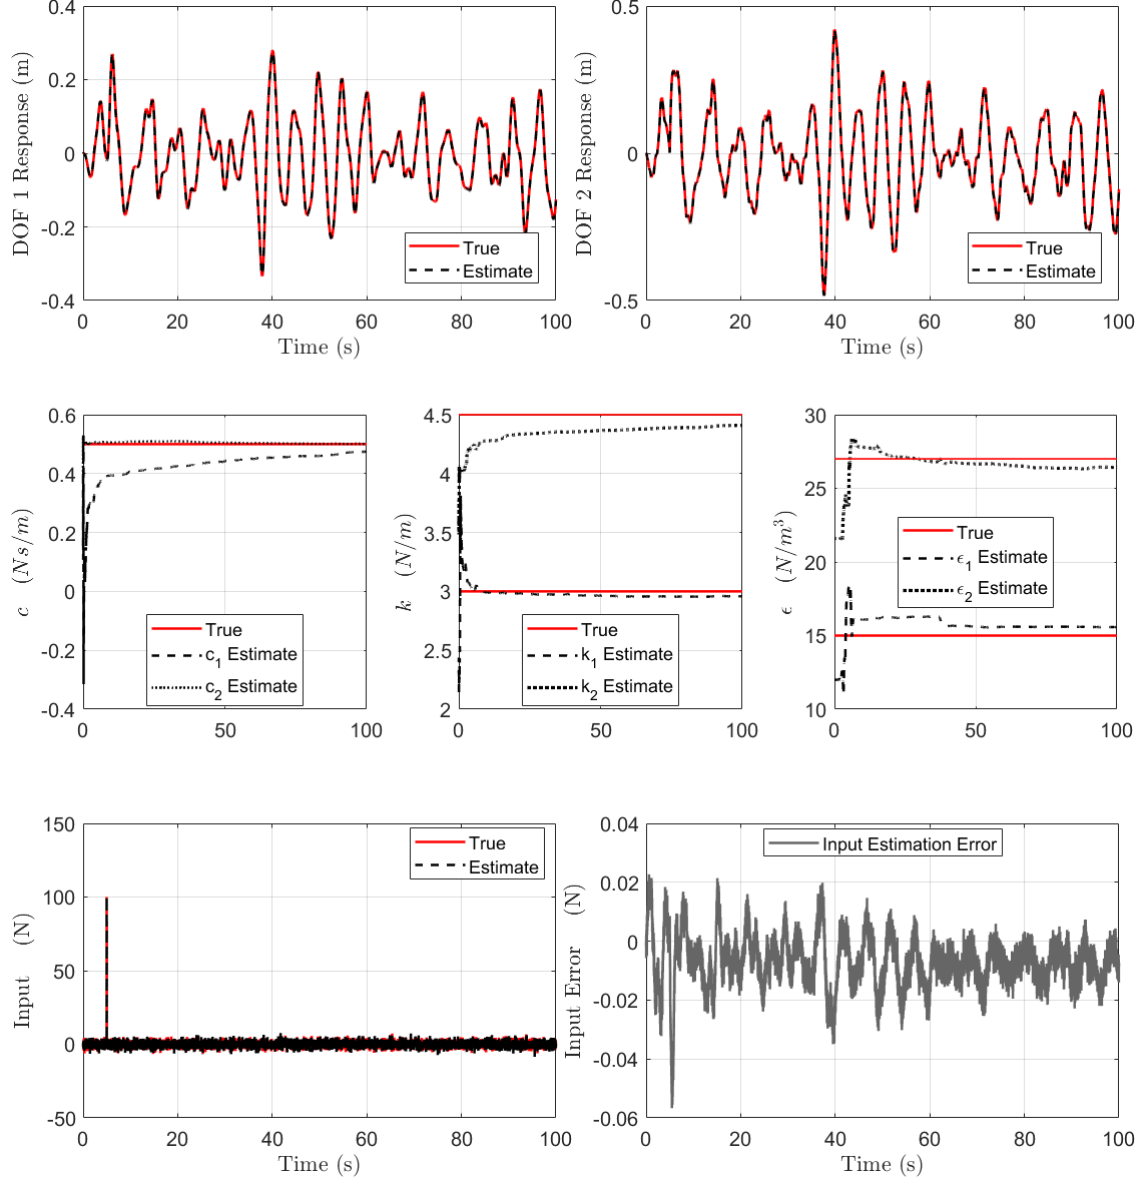 DOF 1 Response (m)
0.4
0.2
0
-0.2
-0.4
True
Estimate
0 20 40 60 80 100
Time (s)
DOF 2 Response (m)
0.5
0
-0.5
True
Estimate
0 20 40 60 80 100
Time (s)
c (Ns/m)
0.6
0.4
0.2
0
-0.2
-0.4
True
c₁ Estimate
c₂ Estimate
0 50 100
k (N/m)
4.5
4
3.5
3
2.5
2
True
k₁ Estimate
k₂ Estimate
0 50 100
ϵ (N/m³)
30
25
20
15
10
True
ϵ₁ Estimate
ϵ₂ Estimate
0 50 100
Input (N)
150
100
50
0
-50
True
Estimate
0 20 40 60 80 100
Time (s)
Input Error (N)
0.04
0.02
0
-0.02
-0.04
-0.06
Input Estimation Error
0 20 40 60 80 100
Time (s)